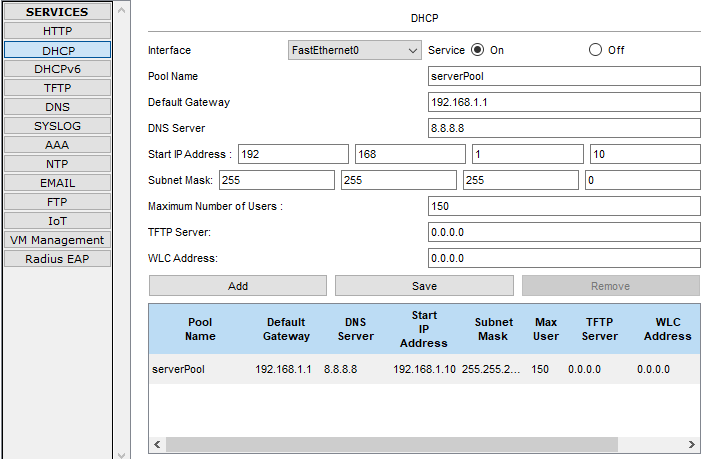 SERVICES
HTTP
DHCP
DHCPv6
TFTP
DNS
SYSLOG
AAA
NTP
EMAIL
FTP
IoT
VM Management
Radius EAP
DHCP
Interface FastEthernet0 Service On Off
Pool Name serverPool
Default Gateway 192.168.1.1
DNS Server 8.8.8.8
Start IP Address : 192 168 1 10
Subnet Mask: 255 255 255 0
Maximum Number of Users : 150
TFTP Server: 0.0.0.0
WLC Address: 0.0.0.0
Add Save Remove
Pool Name Default Gateway DNS Server Start IP Address Subnet Mask Max User TFTP Server WLC Address
serverPool 192.168.1.1 8.8.8.8 192.168.1.10 255.255.2... 150 0.0.0.0 0.0.0.0